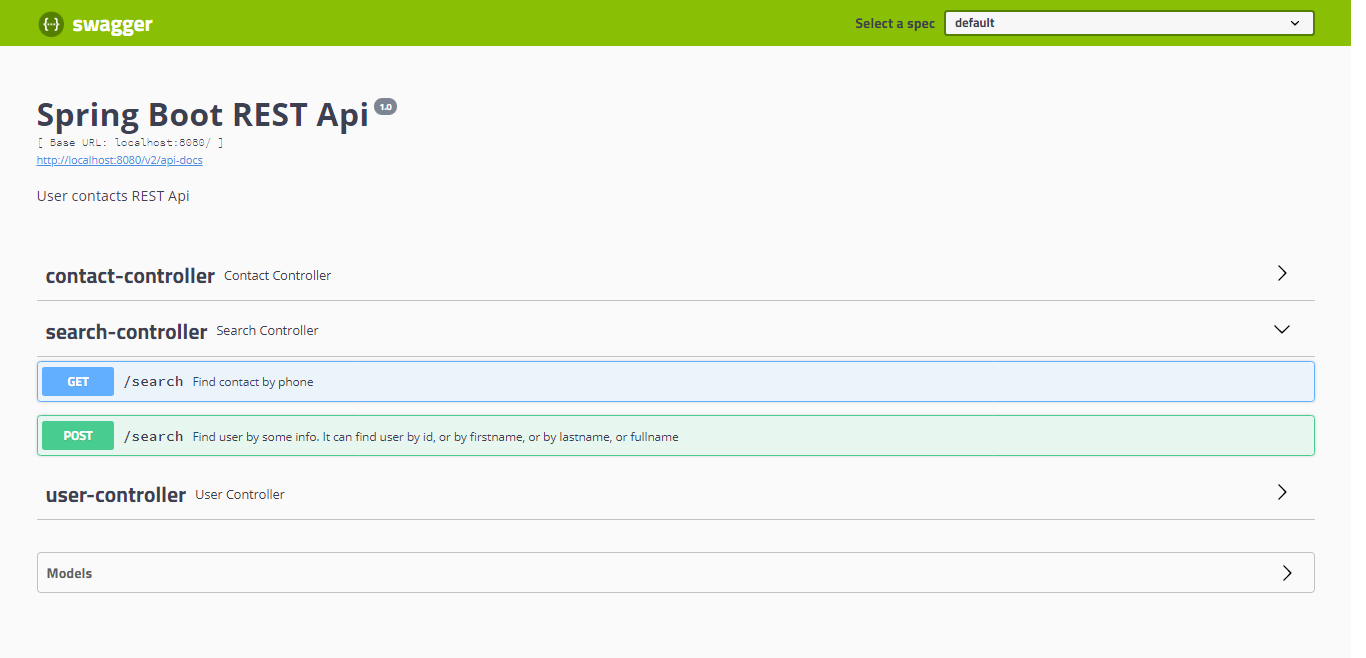 {···} swagger
Select a spec default
Spring Boot REST Api 1.0
[ Base URL: localhost:8080/ ]
http://localhost:8080/v2/api-docs
User contacts REST Api
contact-controller Contact Controller
search-controller Search Controller
GET /search Find contact by phone
POST /search Find user by some info. It can find user by id, or by firstname, or by lastname, or fullname
user-controller User Controller
Models